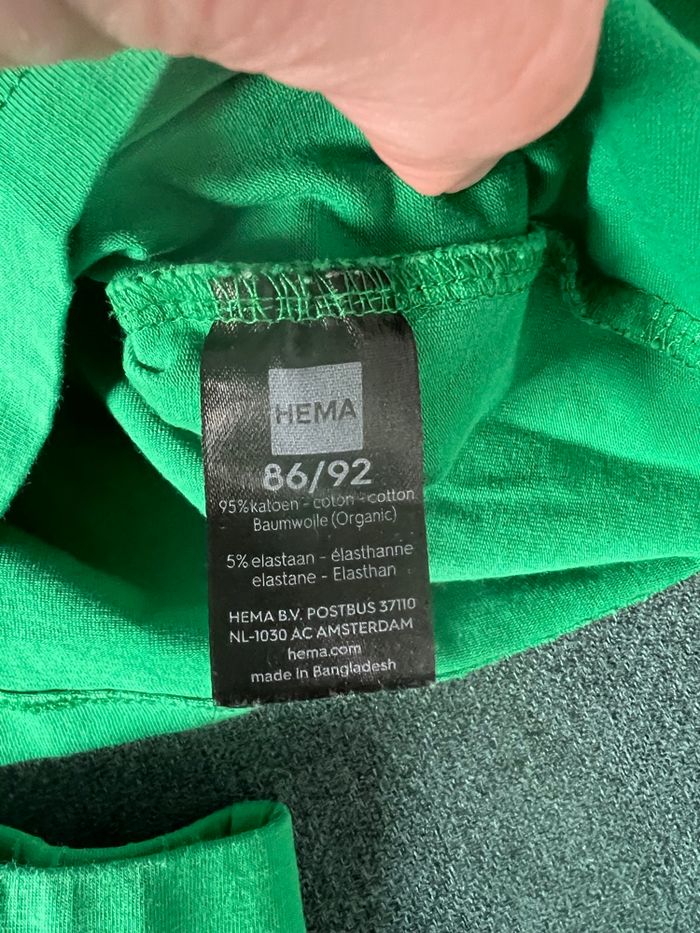 HEMA
86/92
95%katoen - coton - cotton
Baumwolle (Organic)
5% elastaan - élasthanne
elastane - Elasthan
HEMA B.V. POSTBUS 37110
NL-1030 AC AMSTERDAM
hema.com
made in Bangladesh